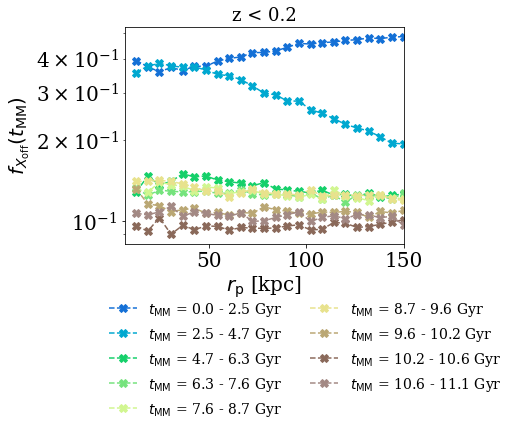 z < 0.2
f_{X_{off}}(t_{MM})
4 × 10⁻¹
3 × 10⁻¹
2 × 10⁻¹
10⁻¹
50 100 150
r_p [kpc]
t_{MM} = 0.0 - 2.5 Gyr
t_{MM} = 2.5 - 4.7 Gyr
t_{MM} = 4.7 - 6.3 Gyr
t_{MM} = 6.3 - 7.6 Gyr
t_{MM} = 7.6 - 8.7 Gyr
t_{MM} = 8.7 - 9.6 Gyr
t_{MM} = 9.6 - 10.2 Gyr
t_{MM} = 10.2 - 10.6 Gyr
t_{MM} = 10.6 - 11.1 Gyr